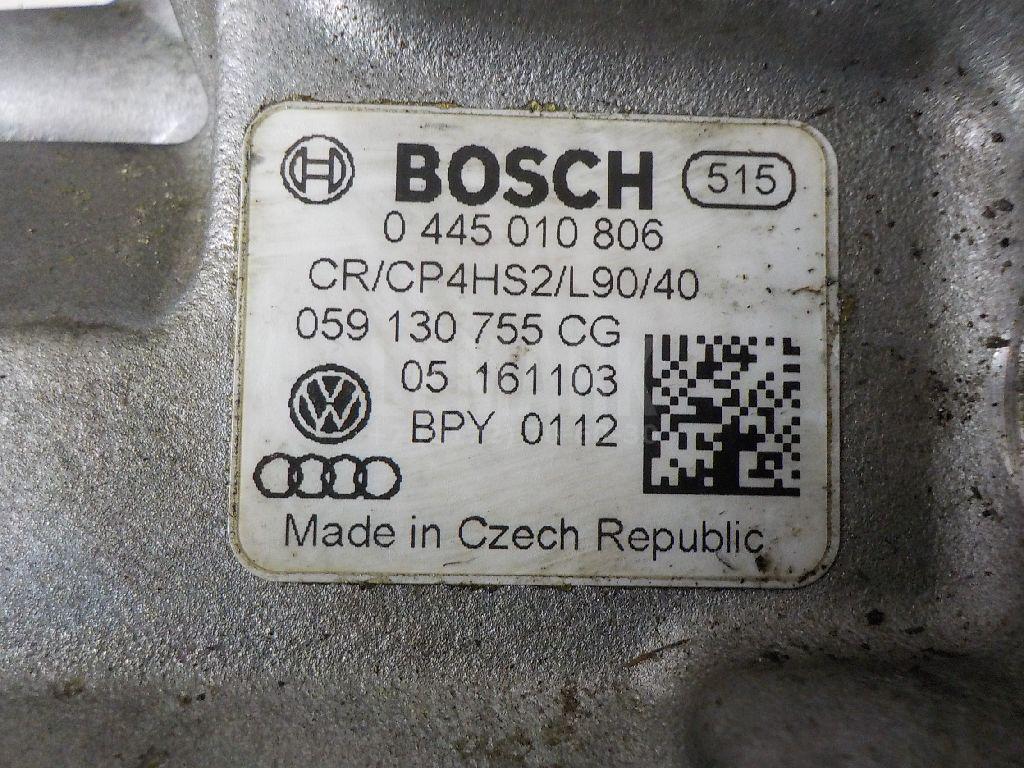 BOSCH 515
0 445 010 806
CR/CP4HS2/L90/40
059 130 755 CG
05 161103
BPY 0112
Made in Czech Republic